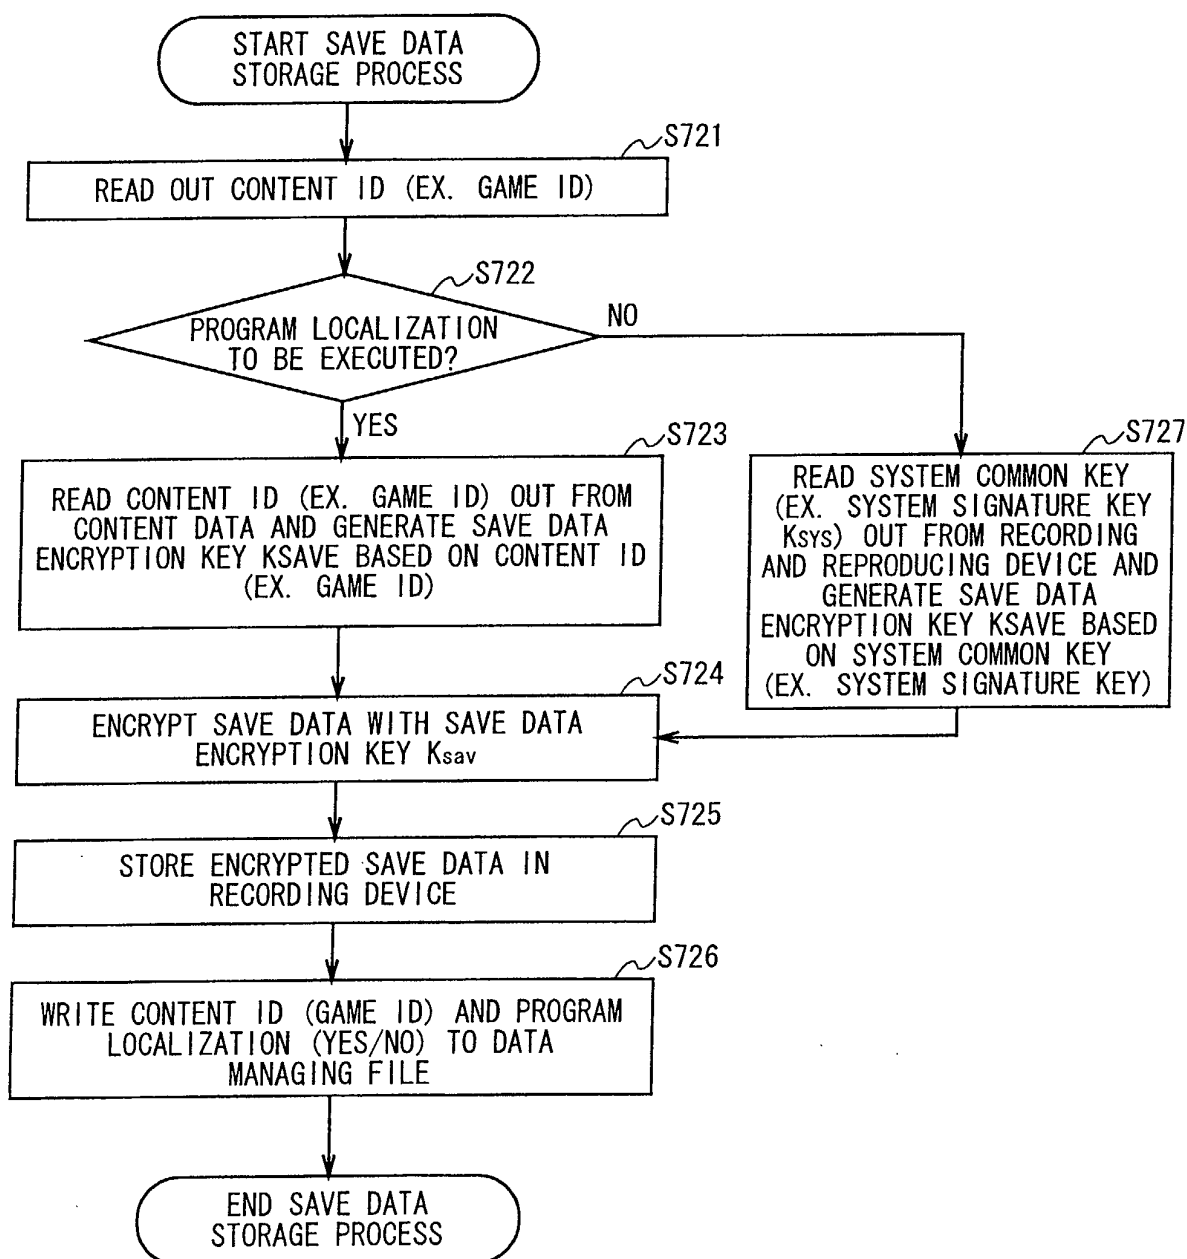 START SAVE DATA
STORAGE PROCESS
S721
READ OUT CONTENT ID (EX. GAME ID)
S722
PROGRAM LOCALIZATION
TO BE EXECUTED?
NO
YES
S723
READ CONTENT ID (EX. GAME ID) OUT FROM
CONTENT DATA AND GENERATE SAVE DATA
ENCRYPTION KEY KSAVE BASED ON CONTENT ID
(EX. GAME ID)
S727
READ SYSTEM COMMON KEY
(EX. SYSTEM SIGNATURE KEY
Ksys) OUT FROM RECORDING
AND REPRODUCING DEVICE AND
GENERATE SAVE DATA
ENCRYPTION KEY KSAVE BASED
ON SYSTEM COMMON KEY
(EX. SYSTEM SIGNATURE KEY)
S724
ENCRYPT SAVE DATA WITH SAVE DATA
ENCRYPTION KEY Ksav
S725
STORE ENCRYPTED SAVE DATA IN
RECORDING DEVICE
S726
WRITE CONTENT ID (GAME ID) AND PROGRAM
LOCALIZATION (YES/NO) TO DATA
MANAGING FILE
END SAVE DATA
STORAGE PROCESS